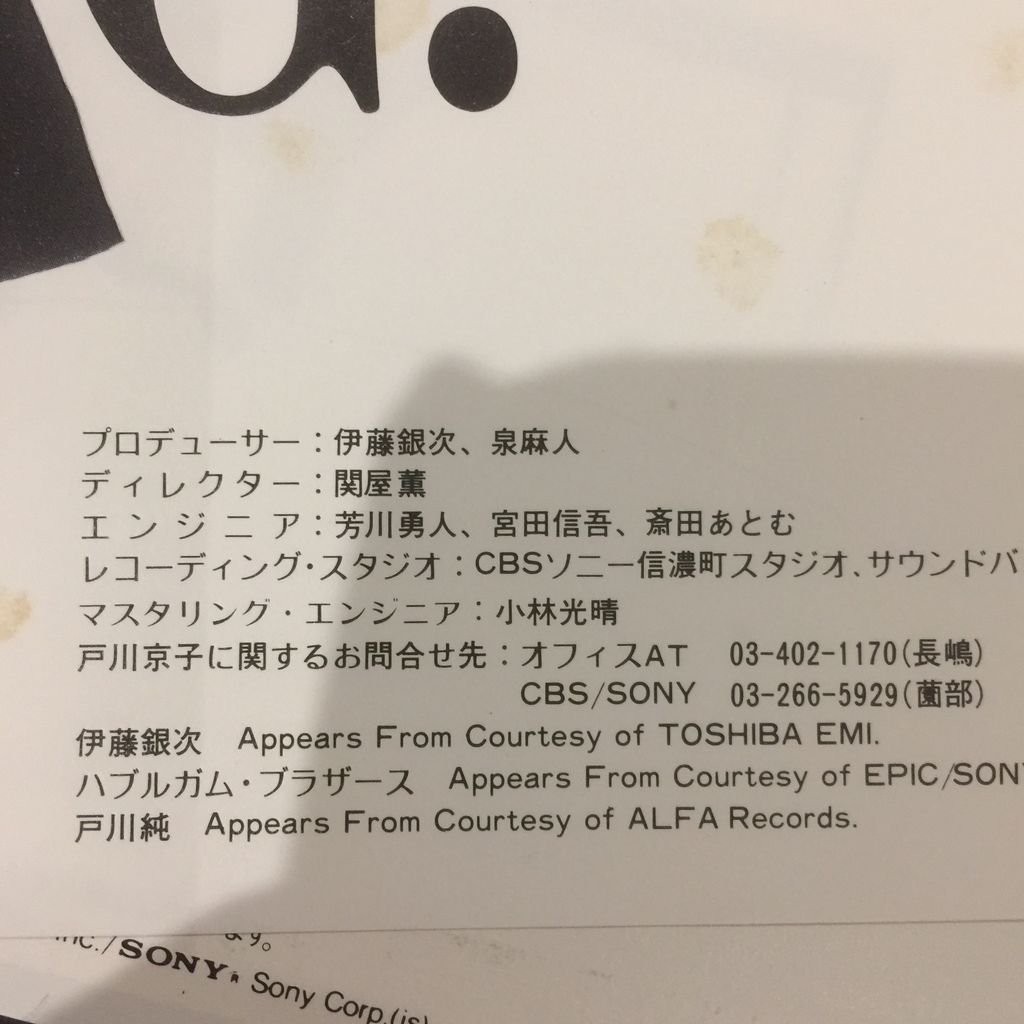 d.
プロデューサー：伊藤銀次、泉麻人
ディレクター：関屋薫
エンジニア：芳川勇人、宮田信吾、斎田あとむ
レコーディング・スタジオ：CBSソニー信濃町スタジオ、サウンドバ
マスタリング・エンジニア：小林光晴
戸川京子に関するお問合せ先：オフィスAT 03-402-1170(長嶋)
CBS/SONY 03-266-5929(薗部)
伊藤銀次 Appears From Courtesy of TOSHIBA EMI.
ハブルガム・ブラザース Appears From Courtesy of EPIC/SONY
戸川純 Appears From Courtesy of ALFA Records.
ます。
Inc./SONY® Sony Corp.(is)